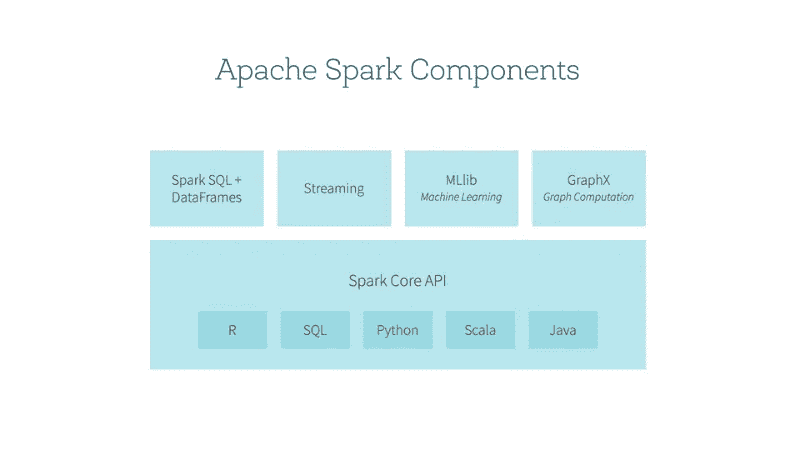 Apache Spark Components
Spark SQL +
DataFrames
Streaming
MLlib
Machine Learning
GraphX
Graph Computation
Spark Core API
R
SQL
Python
Scala
Java